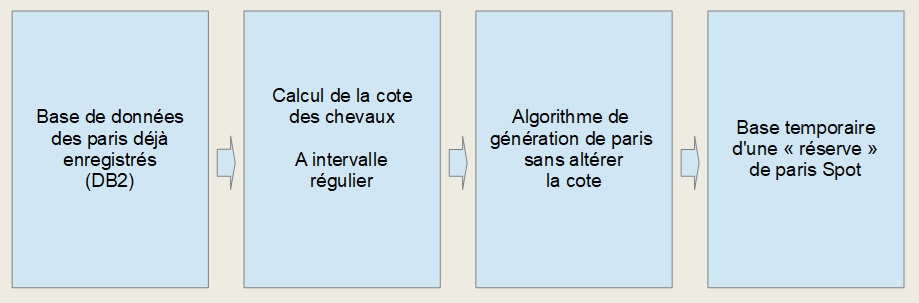 Base de données
des paris déjà
enregistrés
(DB2)
Calcul de la cote
des chevaux
A intervalle
régulier
Algorithme de
génération de paris
sans altérer
la cote
Base temporaire
d'une « réserve »
de paris Spot